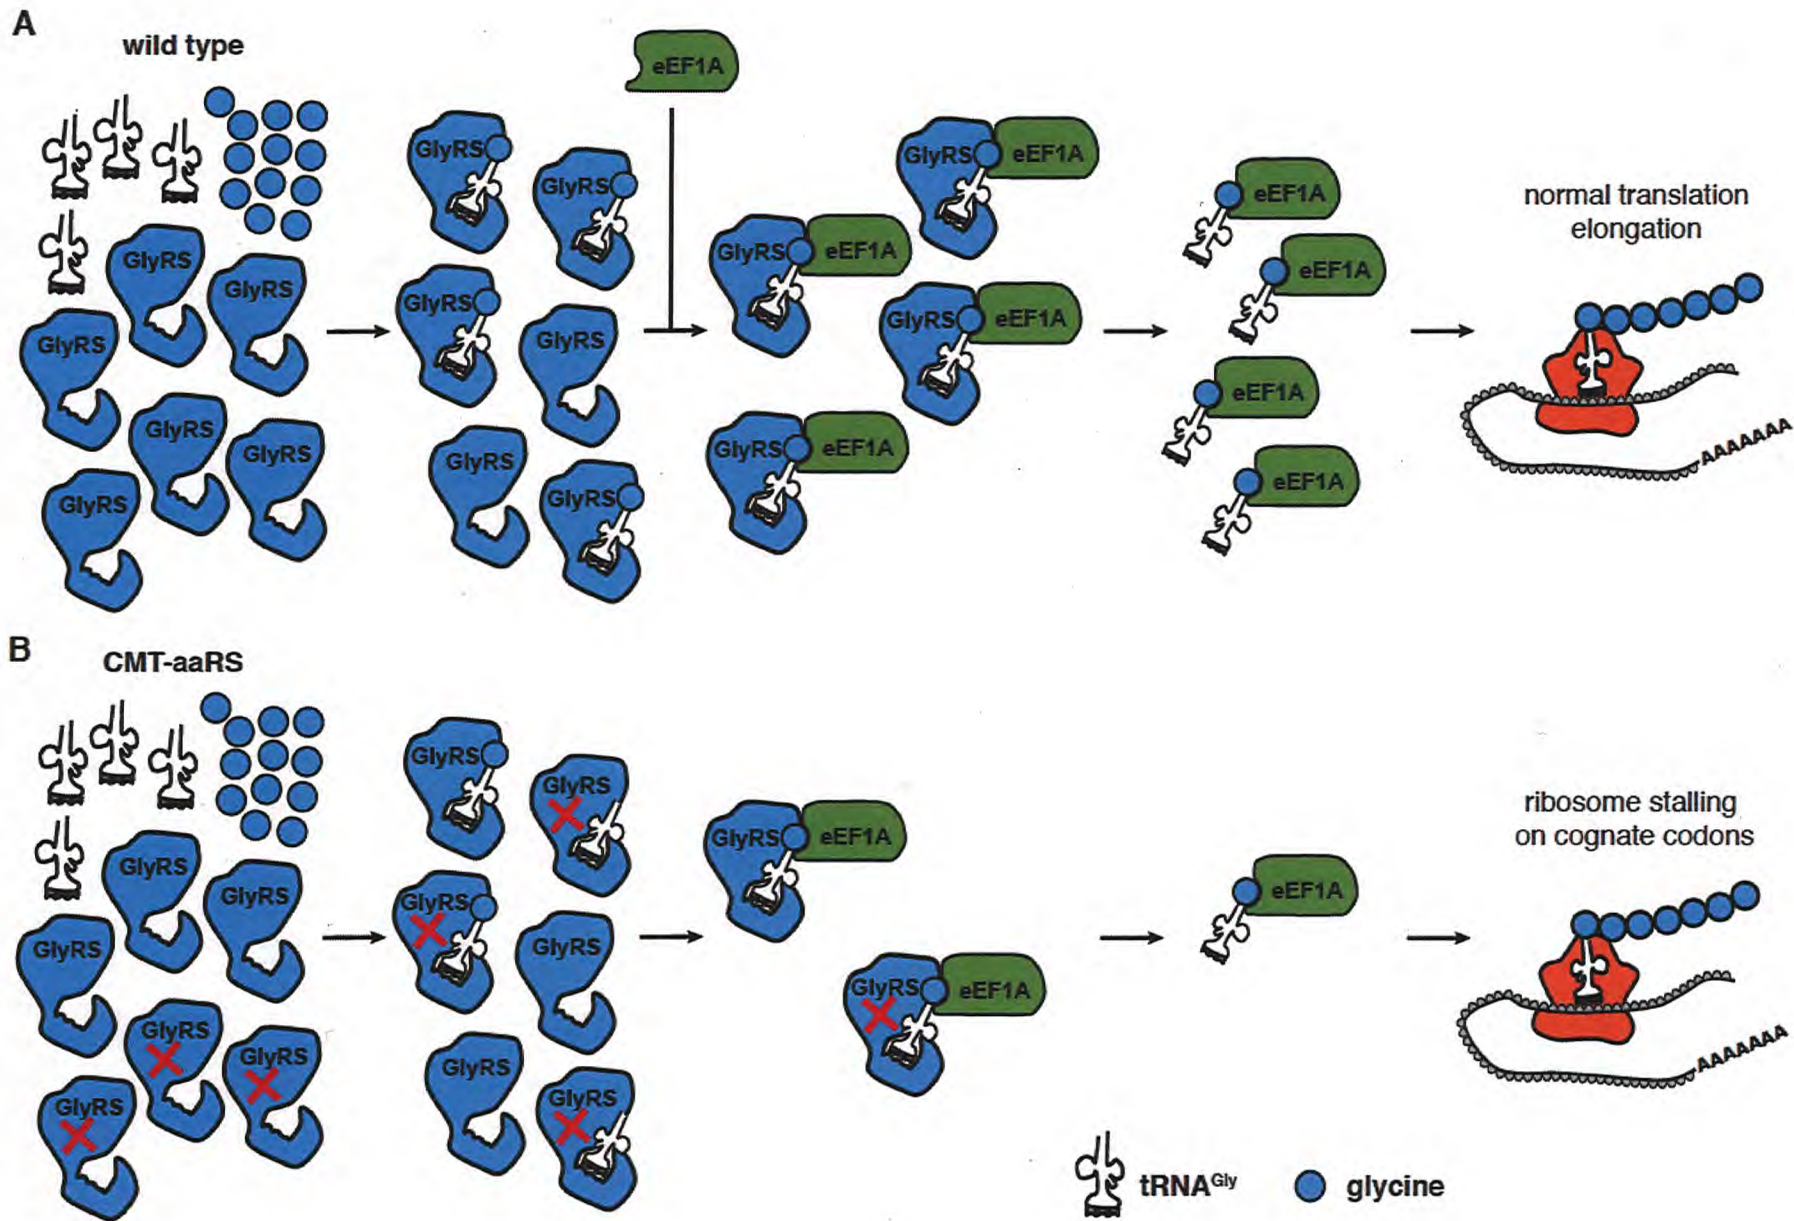 A
wild type
eEF1A
GlyRS
GlyRS
GlyRS
GlyRS
GlyRS
GlyRS
GlyRS
GlyRS
GlyRS
GlyRS
GlyRS
GlyRS
GlyRS
GlyRS eEF1A
GlyRS eEF1A
GlyRS eEF1A
GlyRS eEF1A
eEF1A
eEF1A
eEF1A
eEF1A
normal translation
elongation
AAAAAAA
B
CMT-aaRS
GlyRS
GlyRS
GlyRS
GlyRS
GlyRS
GlyRS
GlyRS
GlyRS
GlyRS
GlyRS
GlyRS
GlyRS
GlyRS eEF1A
GlyRS eEF1A
eEF1A
ribosome stalling
on cognate codons
AAAAAAA
tRNAGly
glycine